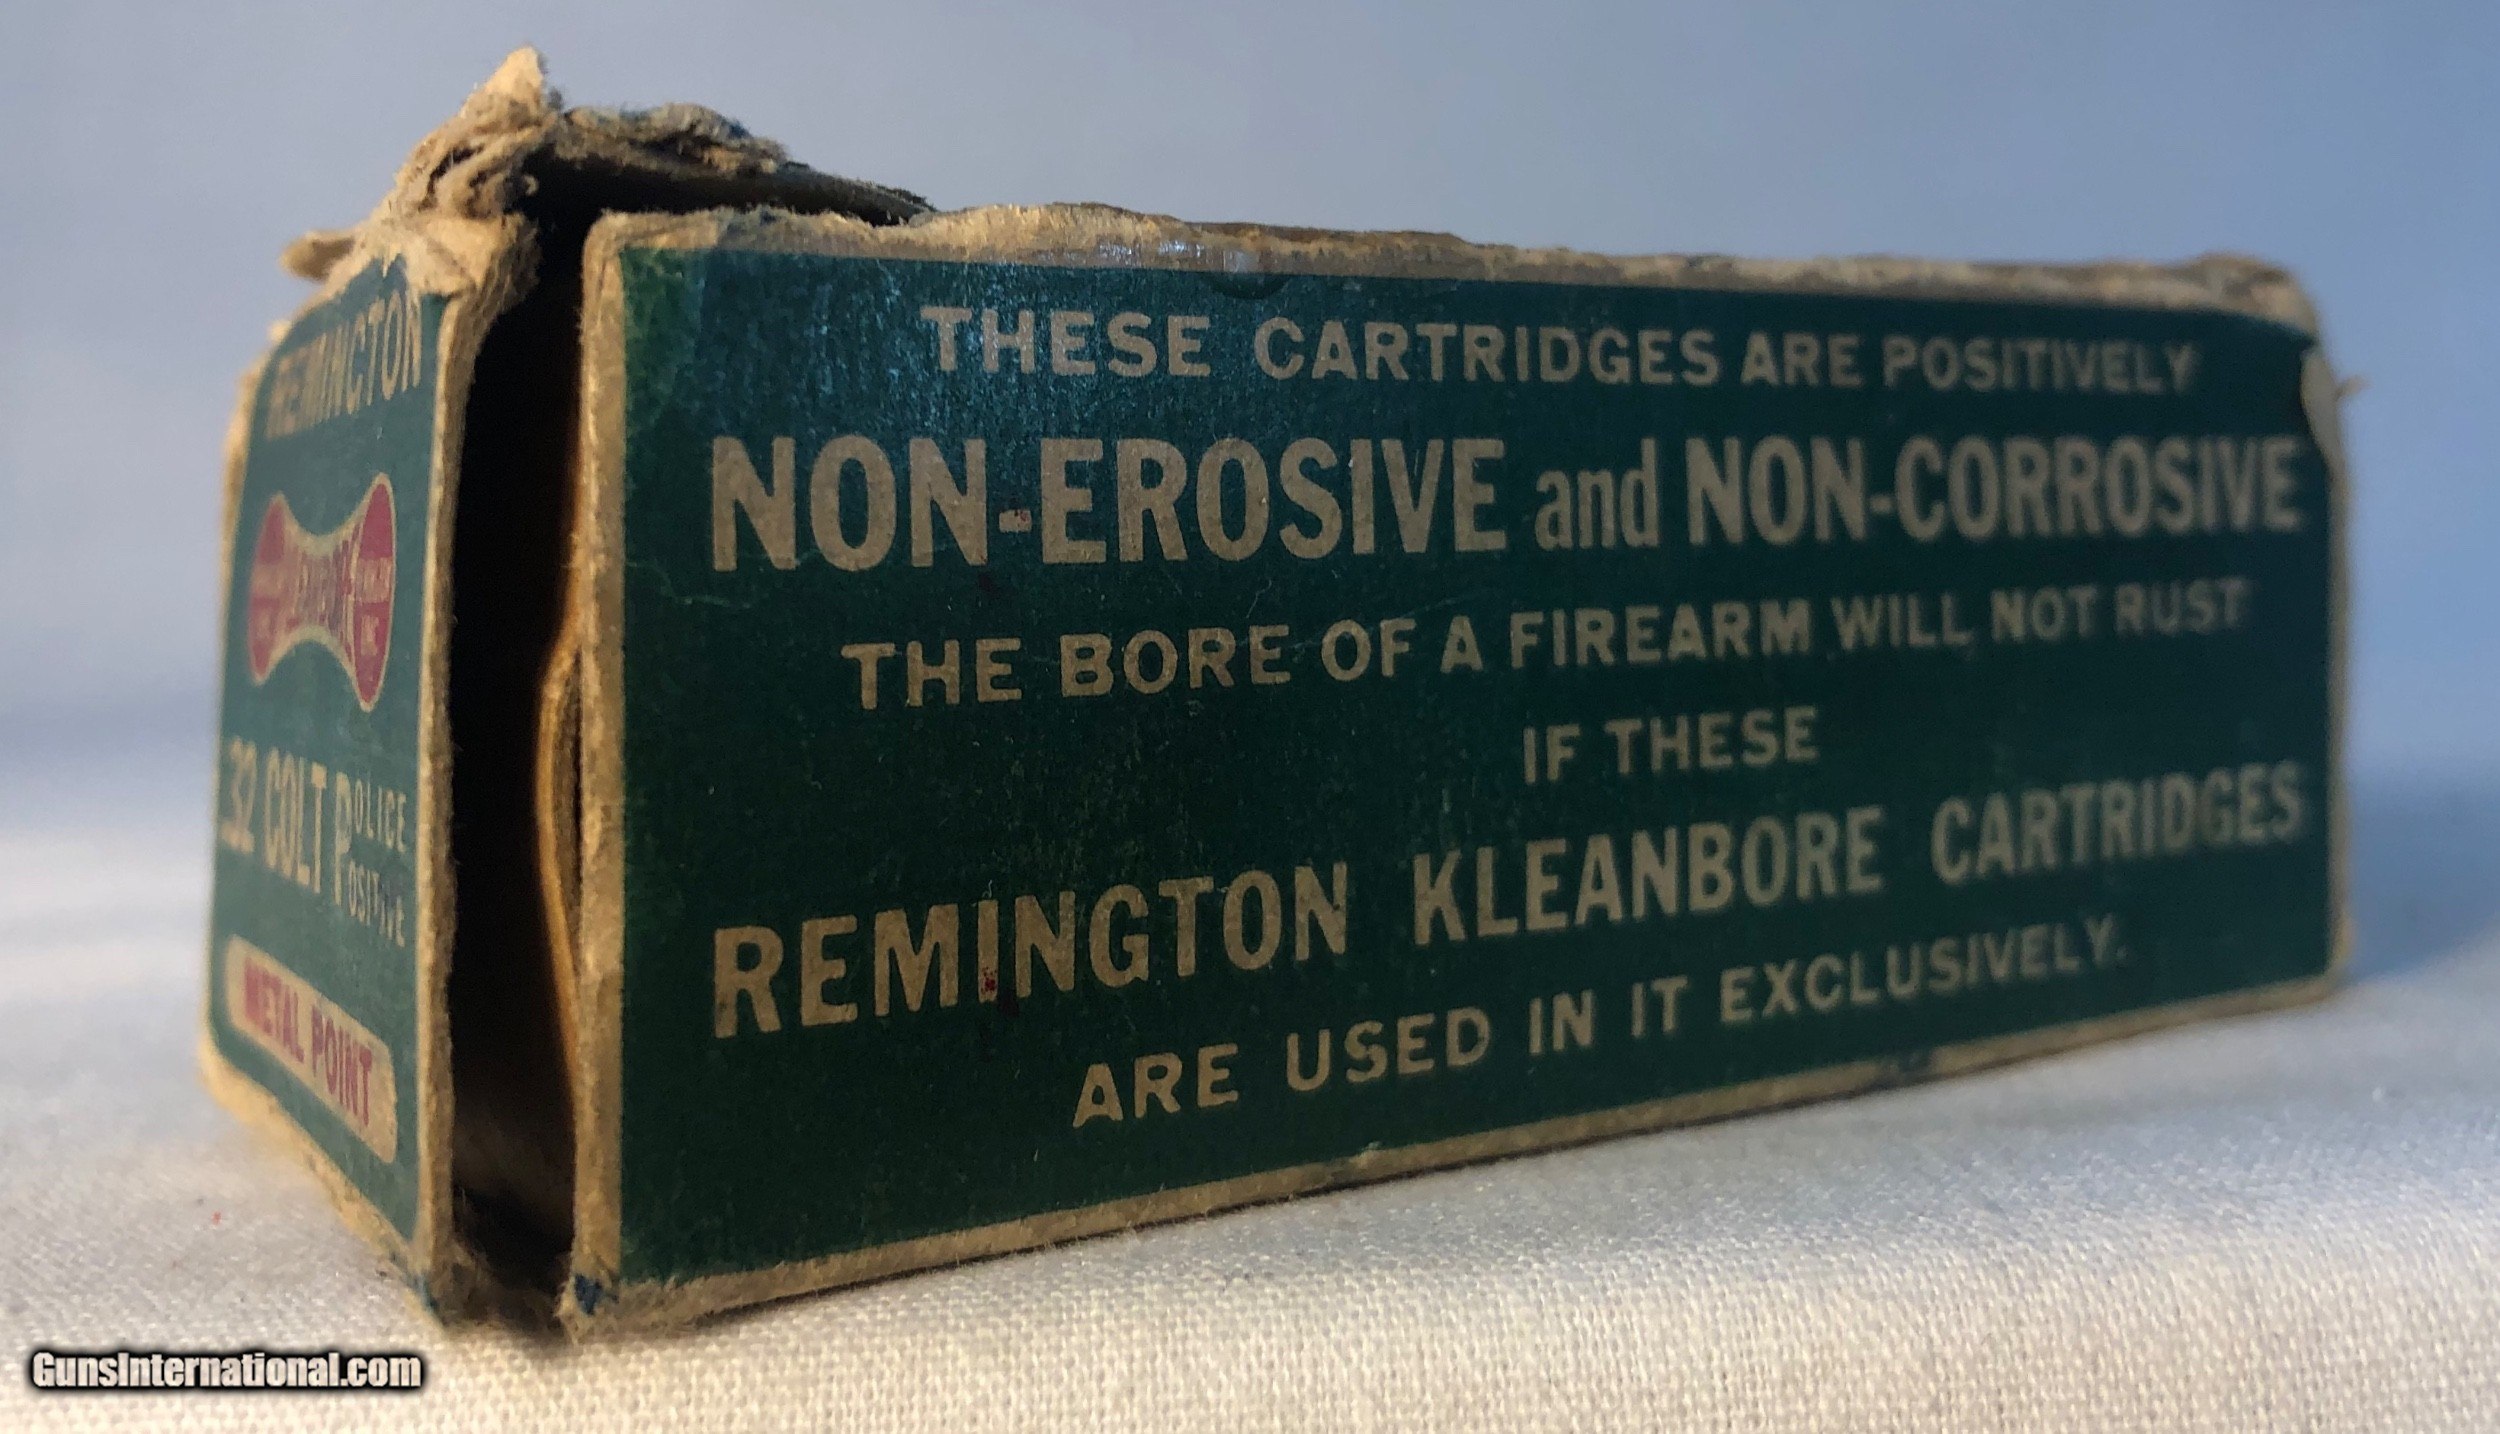 REMINGTON
KLEANBORE
.32 COLT POLICE POSITIVE
METAL POINT
THESE CARTRIDGES ARE POSITIVELY
NON-EROSIVE and NON-CORROSIVE
THE BORE OF A FIREARM WILL NOT RUST
IF THESE
REMINGTON KLEANBORE CARTRIDGES
ARE USED IN IT EXCLUSIVELY.
GunsInternational.com